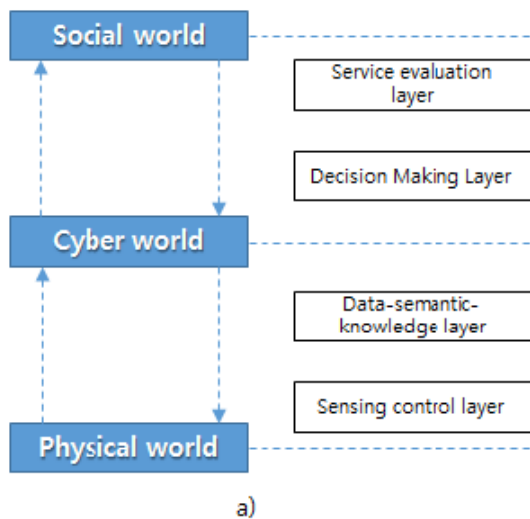 Social world
Service evaluation
layer
Decision Making Layer
Cyber world
Data-semantic-
knowledge layer
Sensing control layer
Physical world
a)